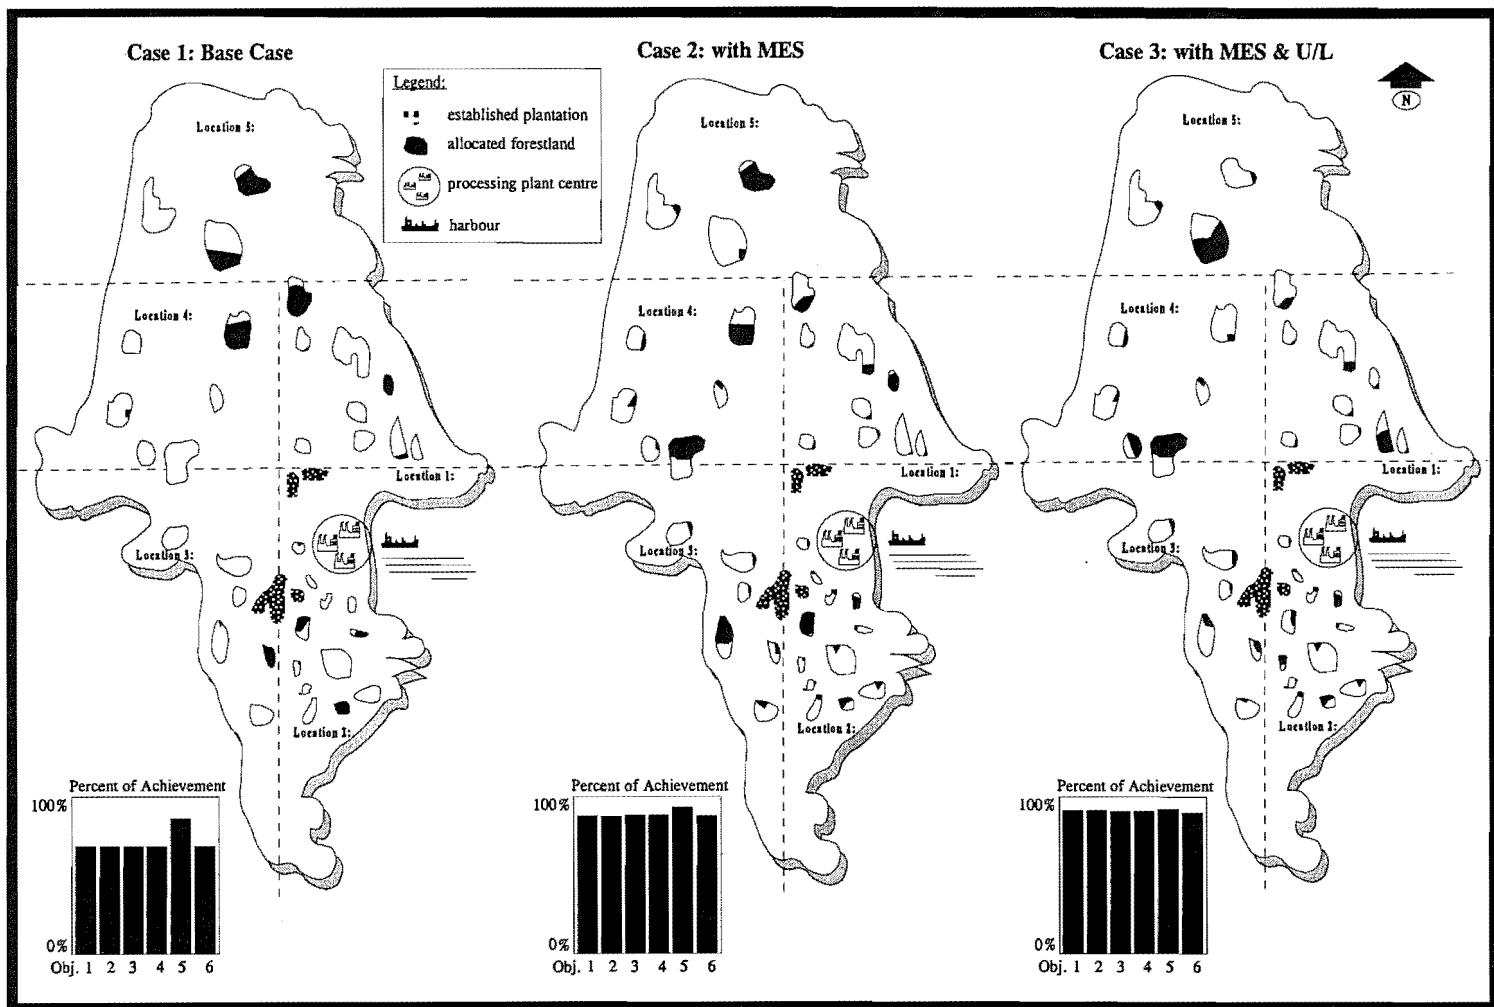 Case 1: Base Case
Case 2: with MES
Case 3: with MES & U/L
N
Legend:
established plantation
allocated forestland
processing plant centre
harbour
Location 5:
Location 4:
Location 1:
Location 3:
Location 2:
Location 5:
Location 4:
Location 1:
Location 3:
Location 2:
Location 5:
Location 4:
Location 1:
Location 3:
Location 2:
Percent of Achievement
100%
0%
Obj. 1 2 3 4 5 6
Percent of Achievement
100%
0%
Obj. 1 2 3 4 5 6
Percent of Achievement
100%
0%
Obj. 1 2 3 4 5 6